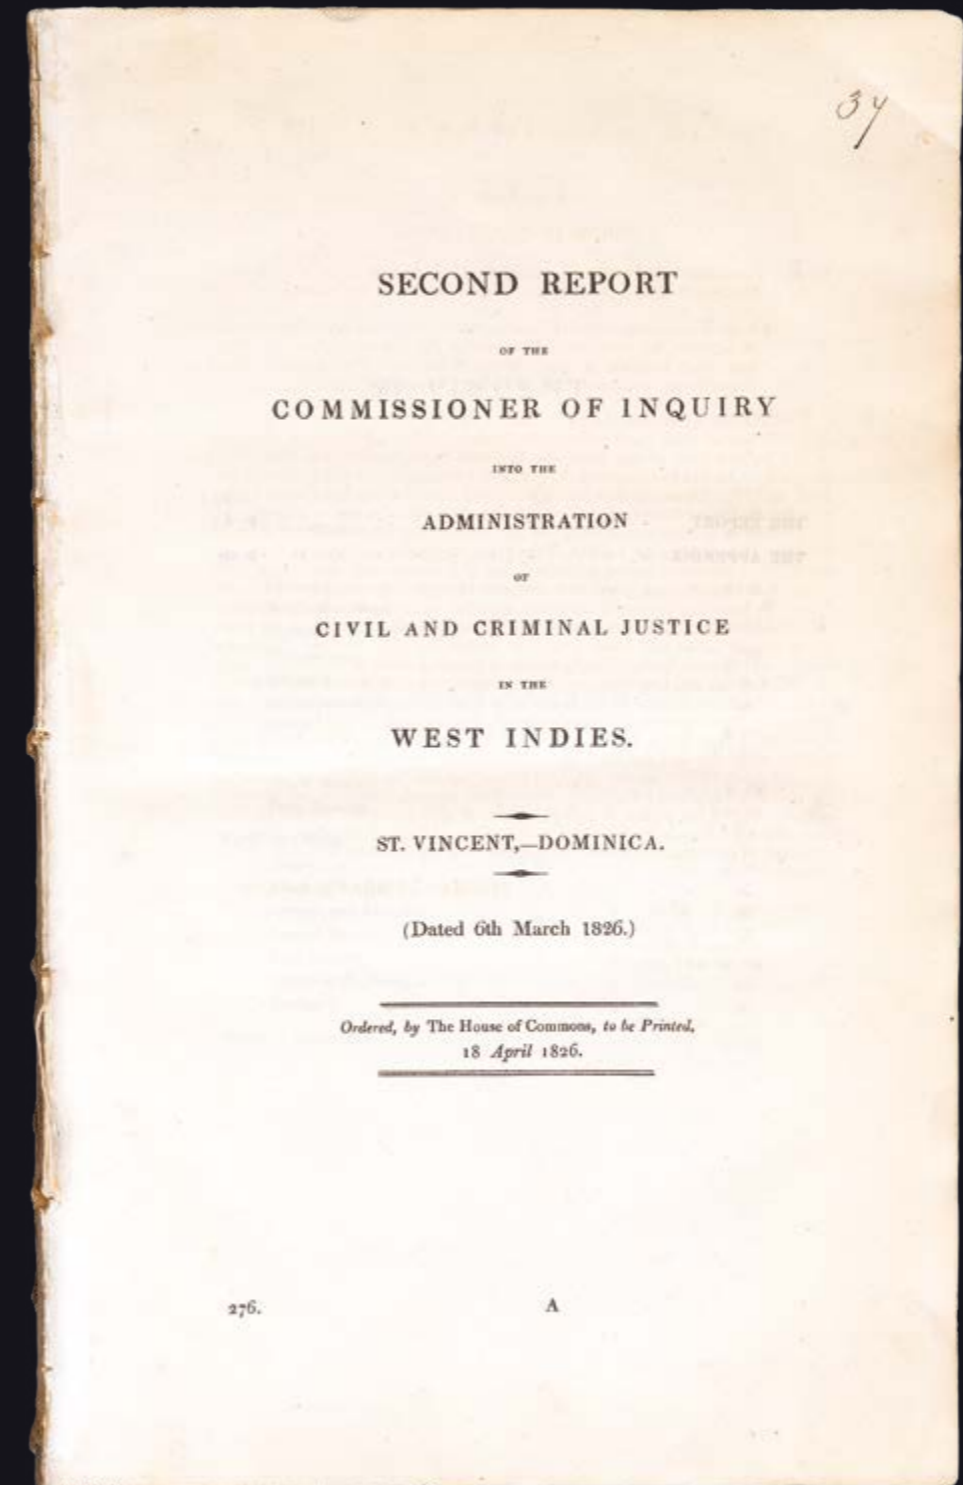 34
SECOND REPORT
OF THE
COMMISSIONER OF INQUIRY
INTO THE
ADMINISTRATION
OF
CIVIL AND CRIMINAL JUSTICE
IN THE
WEST INDIES.
ST. VINCENT,—DOMINICA.
(Dated 6th March 1826.)
Ordered, by The House of Commons, to be Printed,
18 April 1826.
276. A